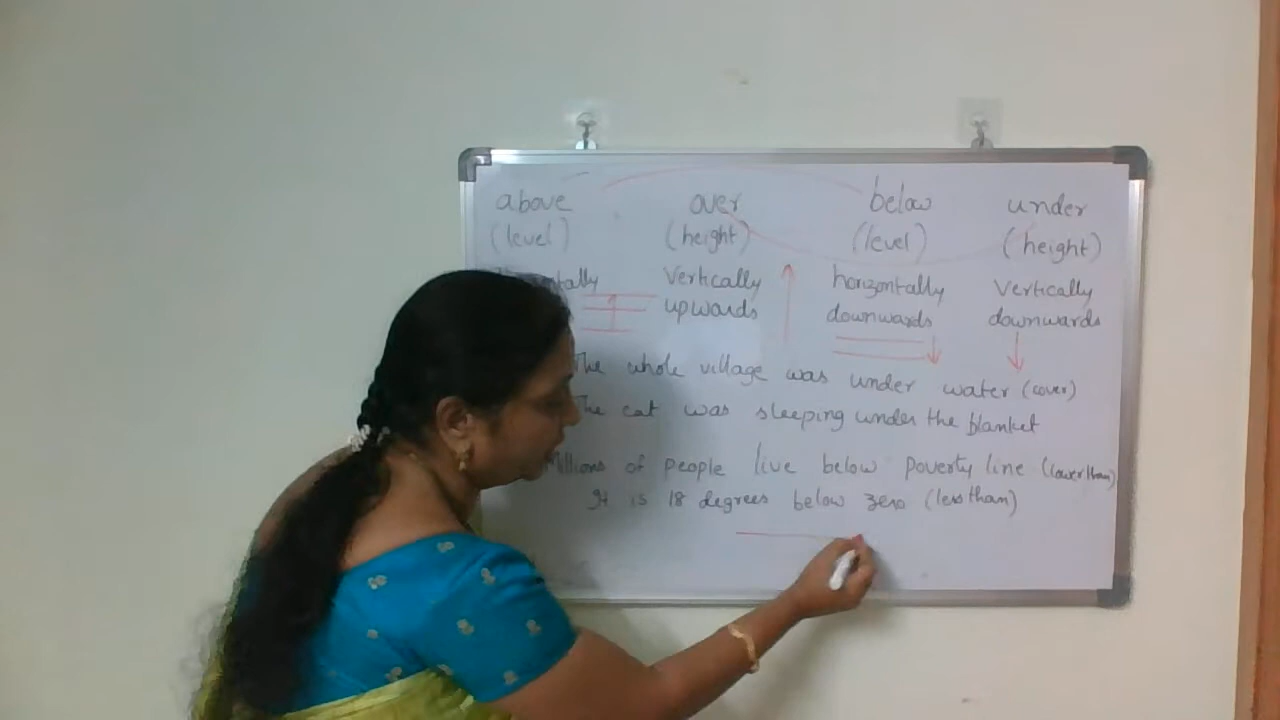 above over below under
(level) (height) (level) (height)
Vertically horizontally Vertically
upwards downwards downwards
The whole village was under water (cover)
The cat was sleeping under the blanket
Millions of people live below poverty line (lower than)
It is 18 degrees below zero (less than)